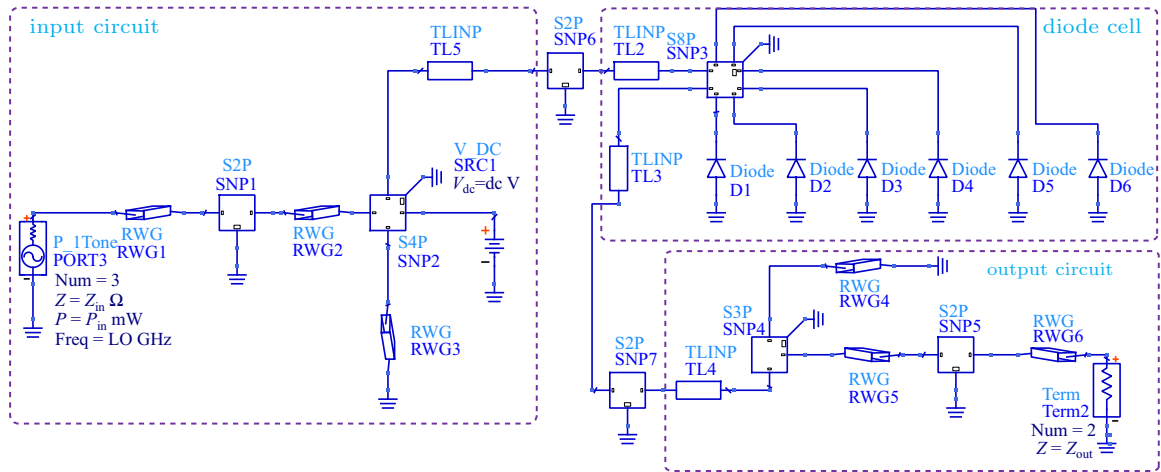 input circuit
TLINP
TL5
S2P
SNP6
TLINP
TL2
S8P
SNP3
diode cell
TLINP
TL3
Diode
D1
Diode
D2
Diode
D3
Diode
D4
Diode
D5
Diode
D6
V_DC
SRC1
Vdc=dc V
S2P
SNP1
P_1Tone
PORT3
Num = 3
Z = Zin Ω
P = Pin mW
Freq = LO GHz
RWG
RWG1
RWG
RWG2
S4P
SNP2
RWG
RWG3
output circuit
RWG
RWG4
S3P
SNP4
S2P
SNP5
RWG
RWG6
S2P
SNP7
TLINP
TL4
RWG
RWG5
Term
Term2
Num = 2
Z = Zout